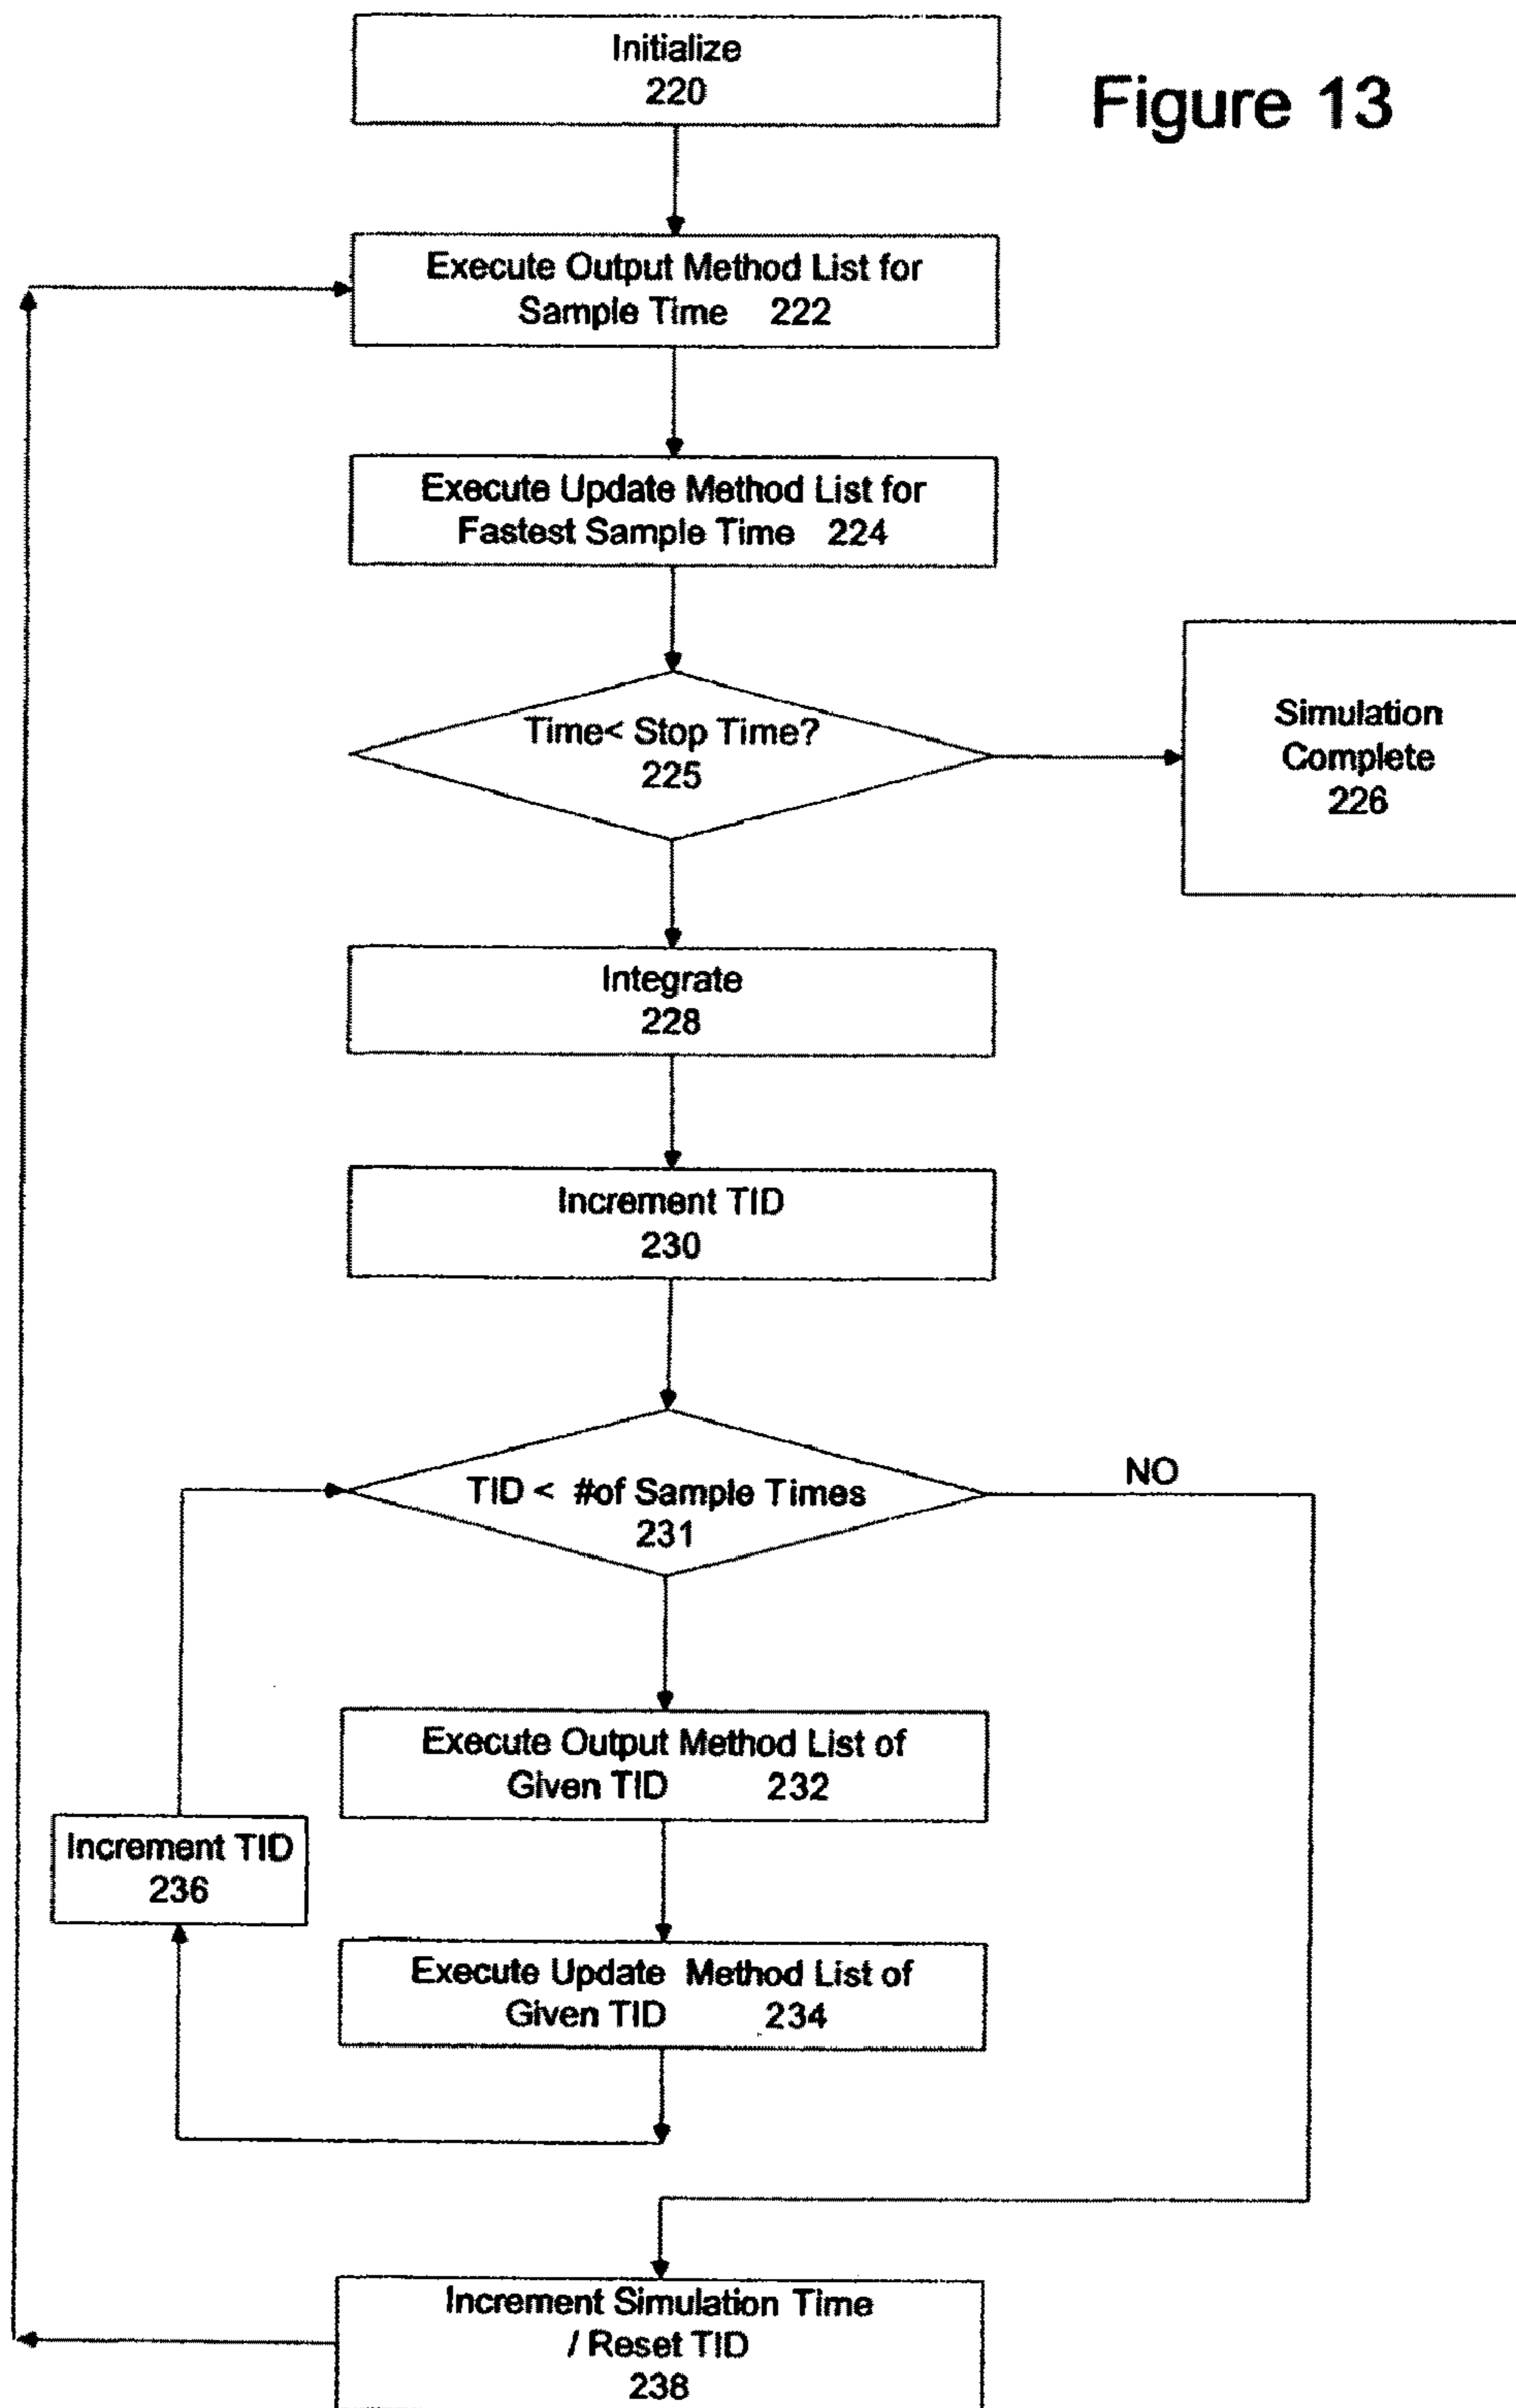 Initialize
220
Figure 13
Execute Output Method List for
Sample Time 222
Execute Update Method List for
Fastest Sample Time 224
Time< Stop Time?
225
Simulation
Complete
226
Integrate
228
Increment TID
230
TID < #of Sample Times
231
NO
Execute Output Method List of
Given TID 232
Increment TID
236
Execute Update Method List of
Given TID 234
Increment Simulation Time
/ Reset TID
238